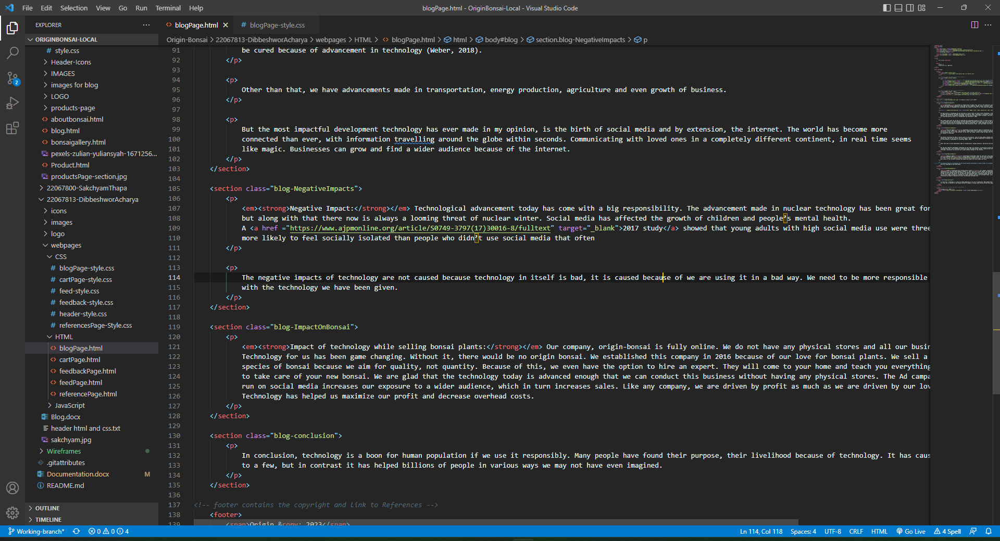 File Edit Selection View Go Run Terminal Help
blogPage.html - OriginBonsai-Local - Visual Studio Code
EXPLORER
ORIGINBONSAI-LOCAL
# style.css
Header-Icons
IMAGES
images for blog
LOGO
products-page
aboutbonsai.html
blog.html
bonsaigallery.html
pexels-zulian-yuliansyah-1671256...
Product.html
productsPage-section.jpg
22067800-SakchyamThapa
22067813-DibbeshworAcharya
icons
images
logo
webpages
CSS
# blogPage-style.css
# cartPage-style.css
# feed-style.css
# feedback-style.css
# header-style.css
# referencesPage-Style.css
HTML
blogPage.html
cartPage.html
feedbackPage.html
feedPage.html
referencePage.html
JavaScript
Blog.docx
header html and css.txt
sakchyam.jpg
Wireframes
.gitattributes
Documentation.docx M
README.md
OUTLINE
TIMELINE
2
blogPage.html
# blogPage-style.css
Origin-Bonsai > 22067813-DibbeshworAcharya > webpages > HTML > blogPage.html > html > body#blog > section.blog-NegativeImpacts > p
91 be cured because of advancement in technology (Weber, 2018).
92 </p>
93
94 <p>
95 Other than that, we have advancements made in transportation, energy production, agriculture and even growth of business.
96 </p>
97
98 <p>
99 But the most impactful development technology has ever made in my opinion, is the birth of social media and by extension, the internet. The world has become more
100 connected than ever, with information travelling around the globe within seconds. Communicating with loved ones in a completely different continent, in real time seems
101 like magic. Businesses can grow and find a wider audience because of the internet.
102 </p>
103 </section>
104
105 <section class="blog-NegativeImpacts">
106 <p>
107 <em><strong>Negative Impact:</strong></em> Technological advancement today has come with a big responsibility. The advancement made in nuclear technology has been great for
108 but along with that there now is always a looming threat of nuclear winter. Social media has affected the growth of children and people’s mental health.
109 A <a href ="https://www.ajpmonline.org/article/S0749-3797(17)30016-8/fulltext" target="_blank">2017 study</a> showed that young adults with high social media use were three
110 more likely to feel socially isolated than people who didn’t use social media that often
111 </p>
112
113 <p>
114 The negative impacts of technology are not caused because technology in itself is bad, it is caused because of we are using it in a bad way. We need to be more responsible
115 with the technology we have been given.
116 </p>
117 </section>
118
119 <section class="blog-ImpactOnBonsai">
120 <p>
121 <em><strong>Impact of technology while selling bonsai plants:</strong></em> Our company, origin-bonsai is fully online. We do not have any physical stores and all our busin
122 Technology for us has been game changing. Without it, there would be no origin bonsai. We established this company in 2016 because of our love for bonsai plants. We sell a
123 species of bonsai because we aim for quality, not quantity. Because of this, we even have the option to hire an expert. They will come to your home and teach you everything
124 to take care of your new bonsai. We are glad that the technology today is advanced enough that we can conduct this business without having any physical stores. The Ad campa
125 run on social media increases our exposure to a wider audience, which in turn increases sales. Like any company, we are driven by profit as much as we are driven by our lov
126 Technology has helped us maximize our profit and decrease overhead costs.
127 </p>
128 </section>
129
130 <section class="blog-conclusion">
131 <p>
132 In conclusion, technology is a boon for human population if we use it responsibly. Many people have found their purpose, their livelihood because of technology. It has caus
133 to a few, but in contrast it has helped billions of people in various ways we may not have even imagined.
134 </p>
135 </section>
136
137 <!-- footer contains the copyright and link to References -->
138 <footer>
139 <span>Origin &copy; 2023</span>
Working-branch* 0 0 4 Ln 114, Col 118 Spaces: 4 UTF-8 CRLF HTML Go Live 4 Spell